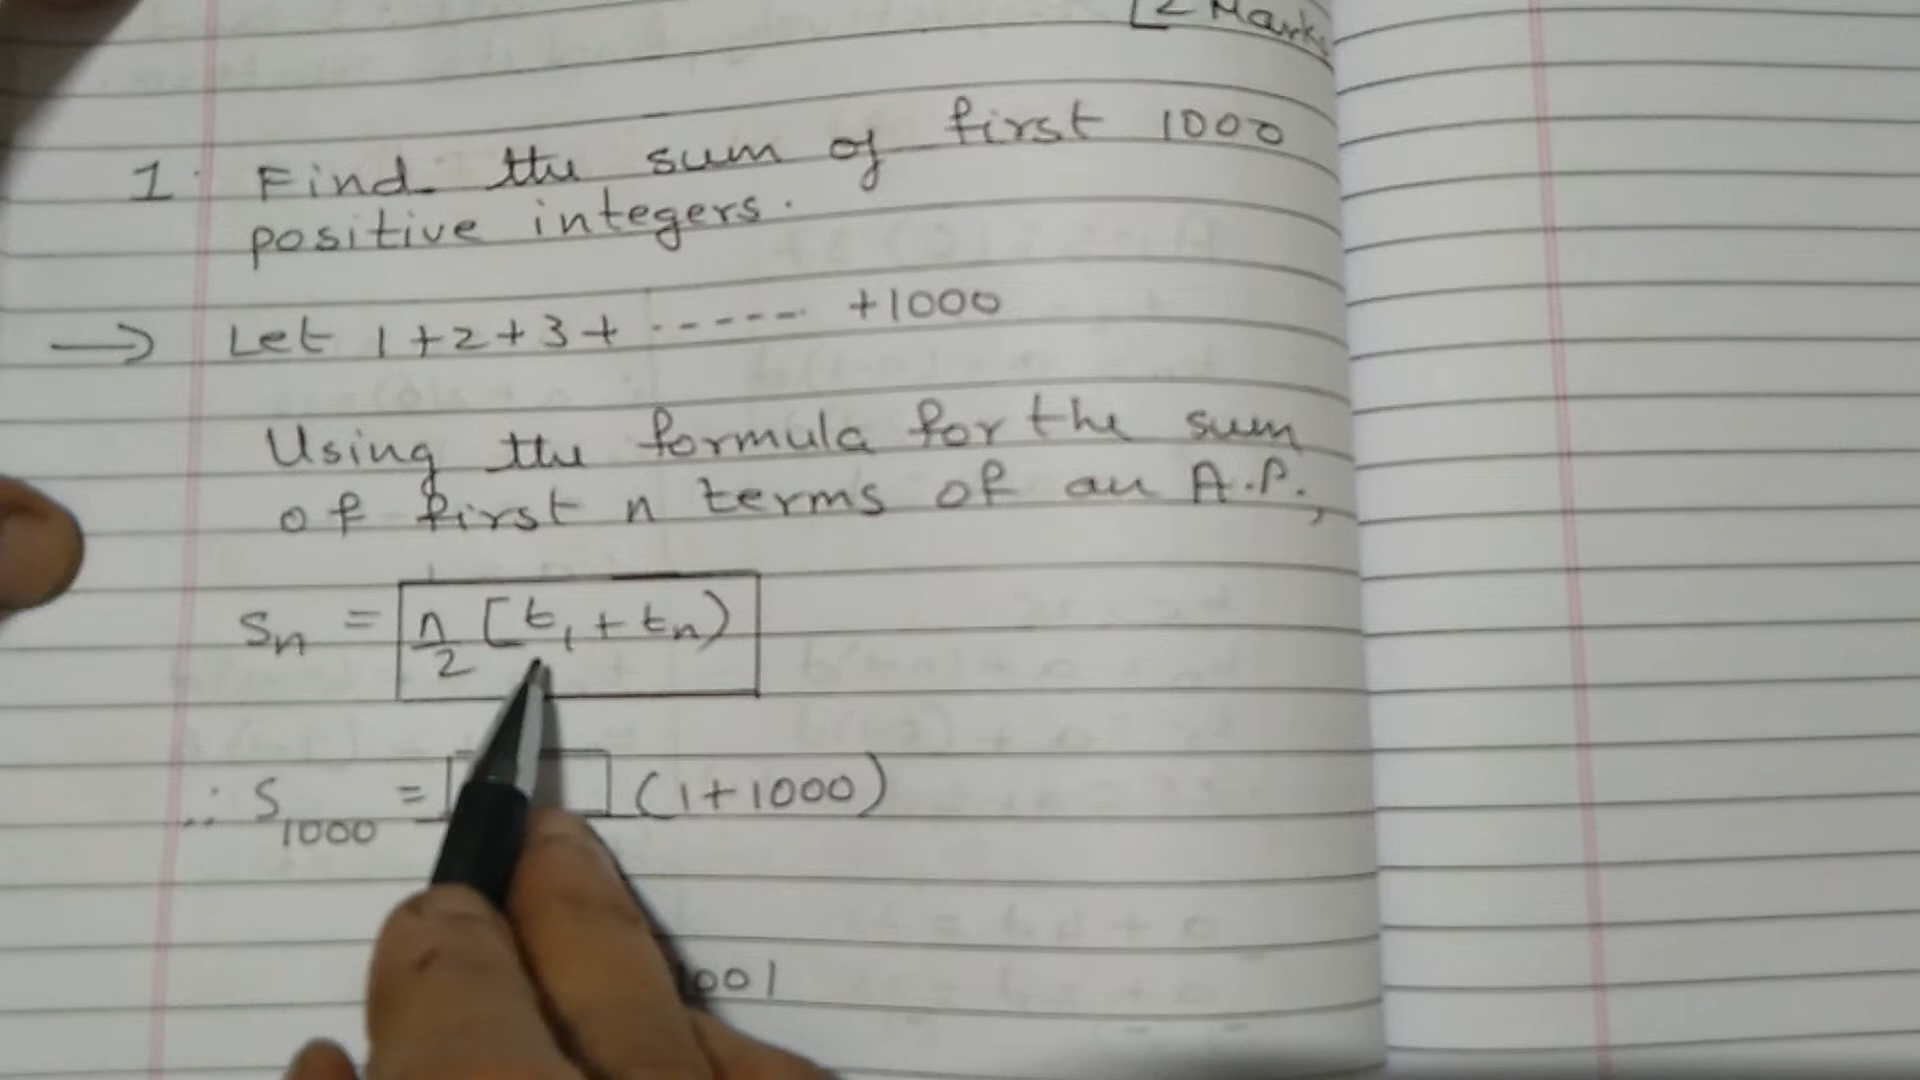 [2 Marks
1. Find the sum of first 1000
positive integers.
→ Let 1+2+3+ ------ +1000
Using the formula for the sum
of first n terms of an A.P.,
Sn = n/2 [t1 + tn)
∴ S1000 = (1+1000)
001